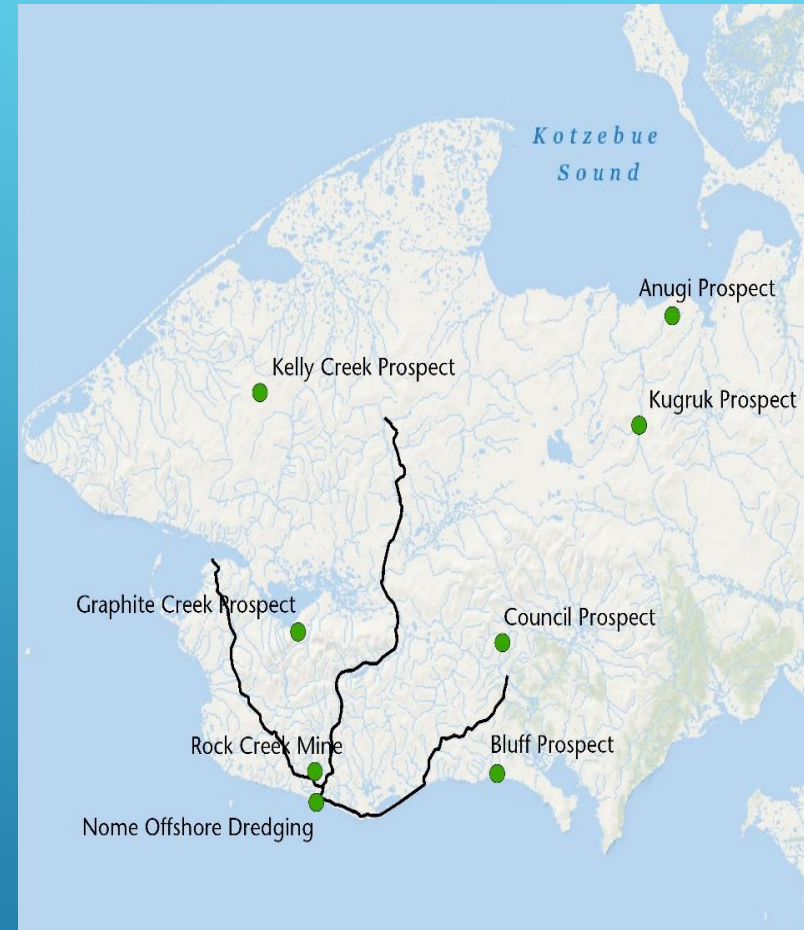 Kotzebue
Sound
Anugi Prospect
Kelly Creek Prospect
Kugruk Prospect
Graphite Creek Prospect
Council Prospect
Rock Creek Mine
Bluff Prospect
Nome Offshore Dredging